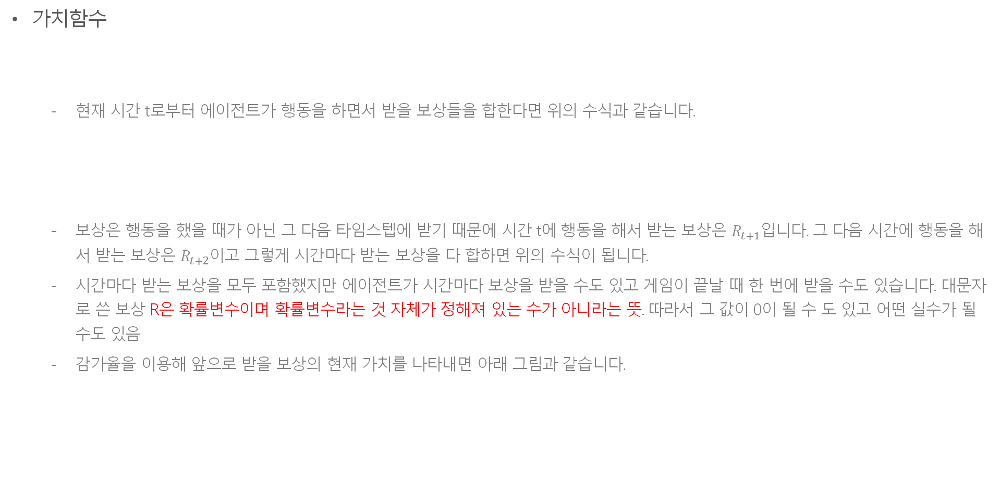 • 가치함수
- 현재 시간 t로부터 에이전트가 행동을 하면서 받을 보상들을 합한다면 위의 수식과 같습니다.
- 보상은 행동을 했을 때가 아닌 그 다음 타임스텝에 받기 때문에 시간 t에 행동을 해서 받는 보상은 $R_{t+1}$입니다. 그 다음 시간에 행동을 해
서 받는 보상은 $R_{t+2}$이고 그렇게 시간마다 받는 보상을 다 합하면 위의 수식이 됩니다.
- 시간마다 받는 보상을 모두 포함했지만 에이전트가 시간마다 보상을 받을 수도 있고 게임이 끝날 때 한 번에 받을 수도 있습니다. 대문자
로 쓴 보상 R은 확률변수이며 확률변수라는 것 자체가 정해져 있는 수가 아니라는 뜻. 따라서 그 값이 0이 될 수 도 있고 어떤 실수가 될
수도 있음
- 감가율을 이용해 앞으로 받을 보상의 현재 가치를 나타내면 아래 그림과 같습니다.